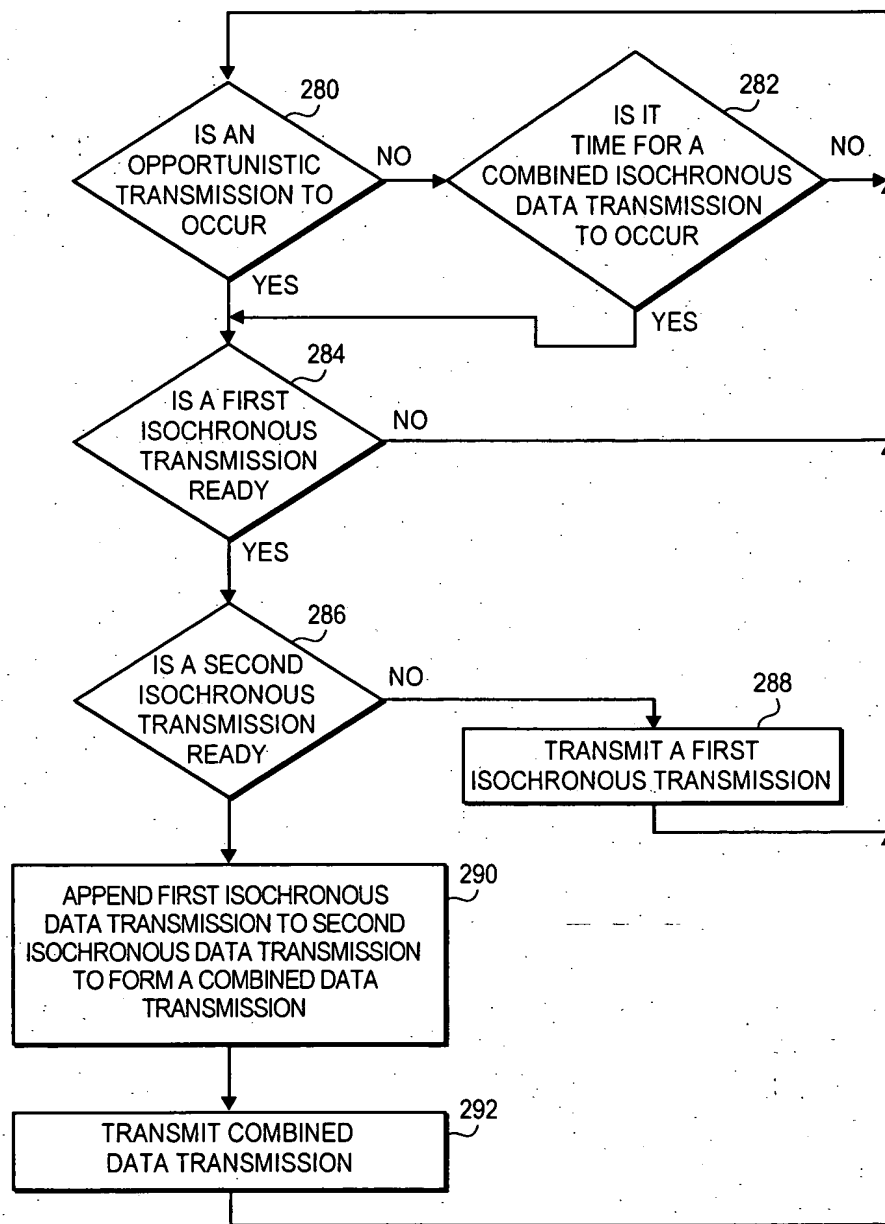 280
IS AN
OPPORTUNISTIC
TRANSMISSION TO
OCCUR
NO
YES
282
IS IT
TIME FOR A
COMBINED ISOCHRONOUS
DATA TRANSMISSION
TO OCCUR
NO
YES
284
IS A FIRST
ISOCHRONOUS
TRANSMISSION
READY
NO
YES
286
IS A SECOND
ISOCHRONOUS
TRANSMISSION
READY
NO
288
TRANSMIT A FIRST
ISOCHRONOUS TRANSMISSION
290
APPEND FIRST ISOCHRONOUS
DATA TRANSMISSION TO SECOND
ISOCHRONOUS DATA TRANSMISSION
TO FORM A COMBINED DATA
TRANSMISSION
292
TRANSMIT COMBINED
DATA TRANSMISSION